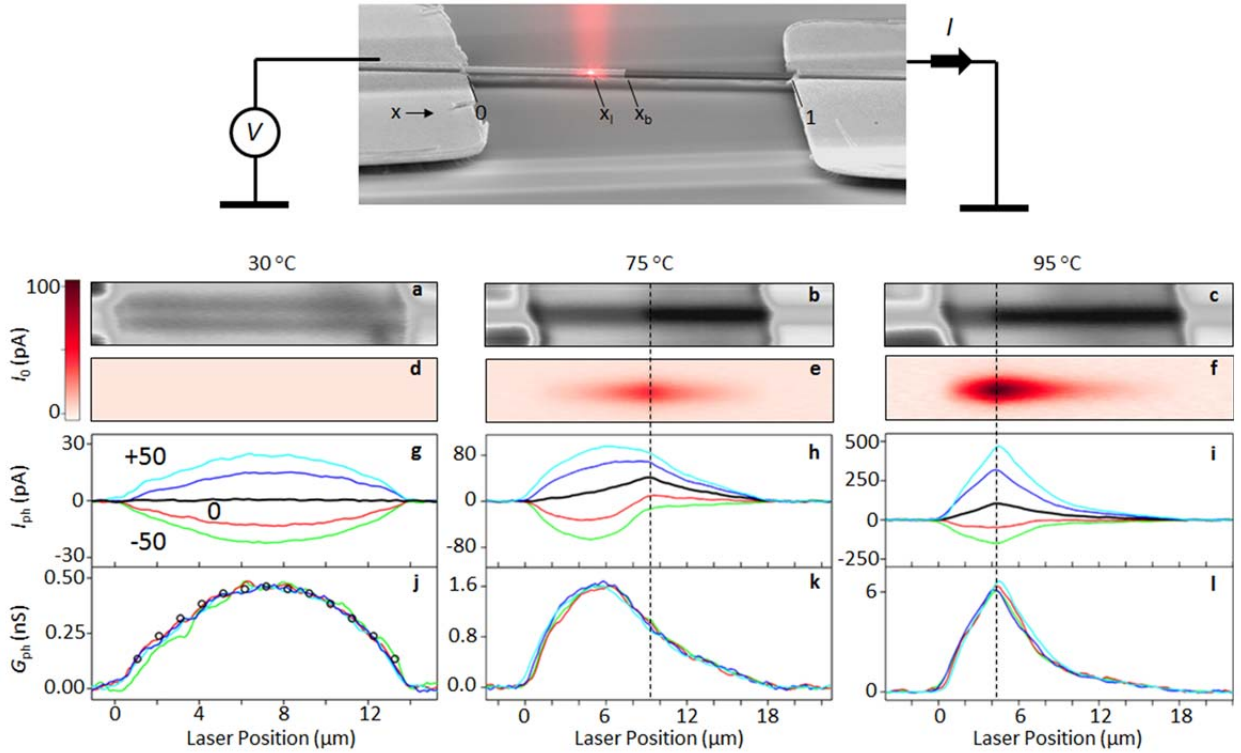 V
I
x → 0 x_l x_b 1
30 °C 75 °C 95 °C
a b c
100
0
I₀ (pA)
d e f
30
0
-30
I_ph (pA)
+50
0
-50
g
80
0
-80
h
500
250
0
-250
i
0.50
0.25
0.00
G_ph (nS)
j
1.6
0.8
0.0
k
6
0
l
0 4 8 12
0 6 12 18
0 6 12 18
Laser Position (μm) Laser Position (μm) Laser Position (μm)